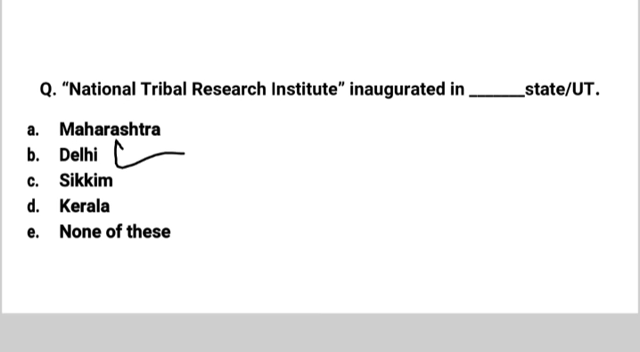 Q. “National Tribal Research Institute” inaugurated in ______state/UT.
a. Maharashtra
b. Delhi
c. Sikkim
d. Kerala
e. None of these